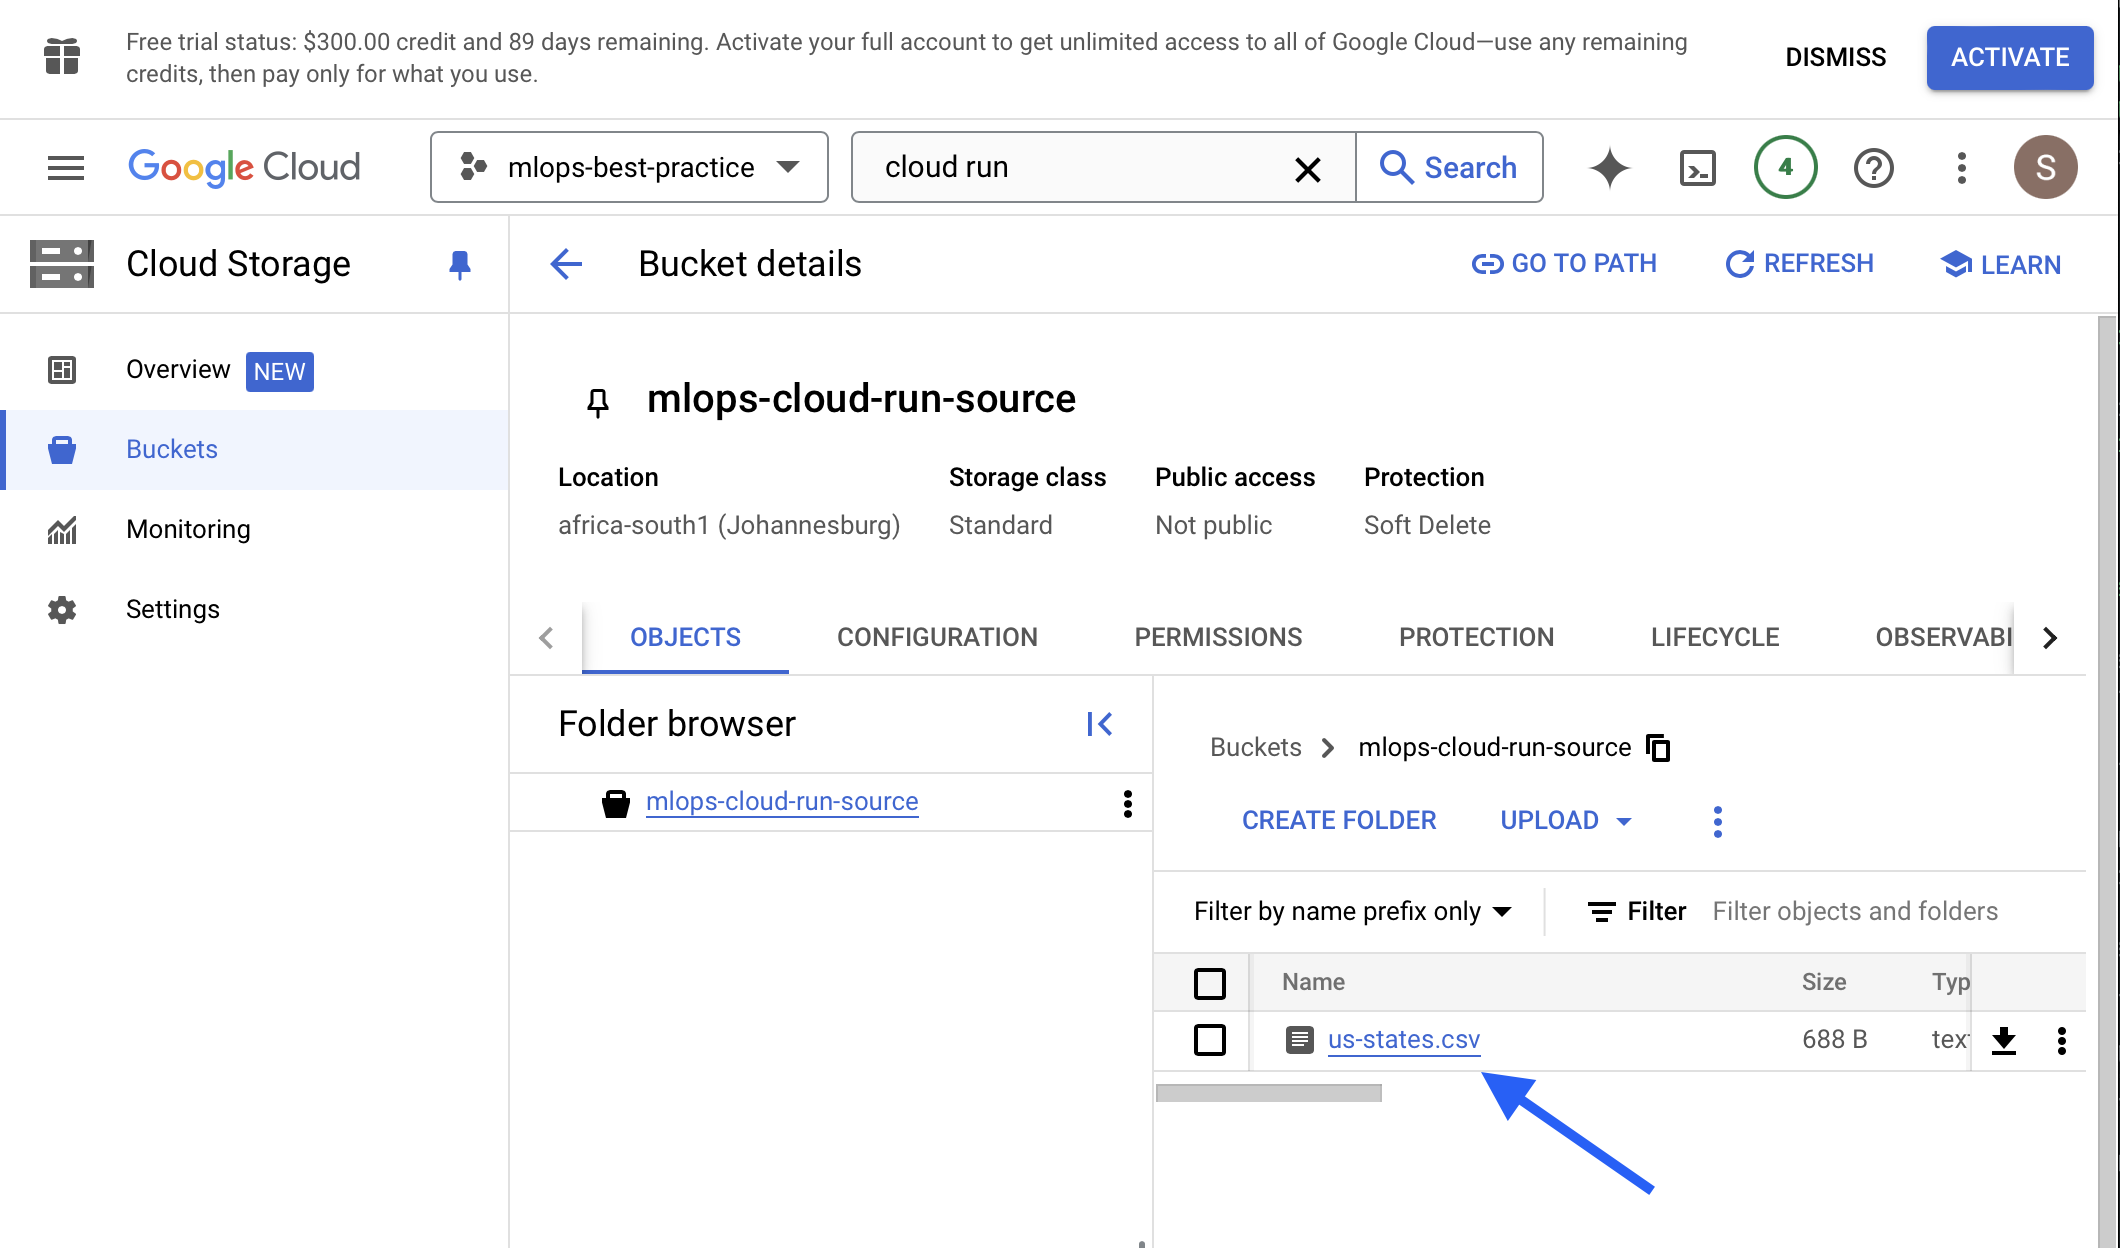 Free trial status: $300.00 credit and 89 days remaining. Activate your full account to get unlimited access to all of Google Cloud—use any remaining
credits, then pay only for what you use.
DISMISS
ACTIVATE
Google Cloud
mlops-best-practice
cloud run
Search
4
S
Cloud Storage
Bucket details
GO TO PATH
REFRESH
LEARN
Overview NEW
Buckets
Monitoring
Settings
mlops-cloud-run-source
Location Storage class Public access Protection
africa-south1 (Johannesburg) Standard Not public Soft Delete
OBJECTS CONFIGURATION PERMISSIONS PROTECTION LIFECYCLE OBSERVABI
Folder browser
mlops-cloud-run-source
Buckets mlops-cloud-run-source
CREATE FOLDER UPLOAD
Filter by name prefix only Filter Filter objects and folders
Name Size Typ
us-states.csv 688 B tex